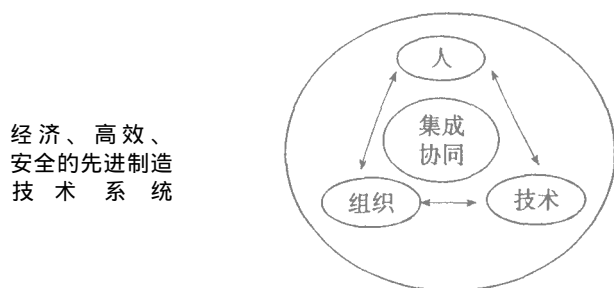 经济、高效、
安全的先进制造
技术系统
人
集成
协同
组织
技术